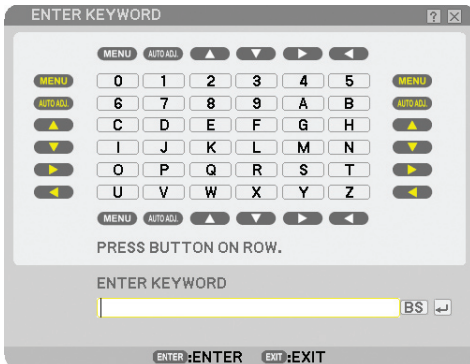 ENTER KEYWORD ?
MENU AUTO ADJ.
MENU 0 1 2 3 4 5 MENU
AUTO ADJ. 6 7 8 9 A B AUTO ADJ.
C D E F G H
I J K L M N
O P Q R S T
U V W X Y Z
MENU AUTO ADJ.
PRESS BUTTON ON ROW.
ENTER KEYWORD
BS
ENTER :ENTER EXIT :EXIT